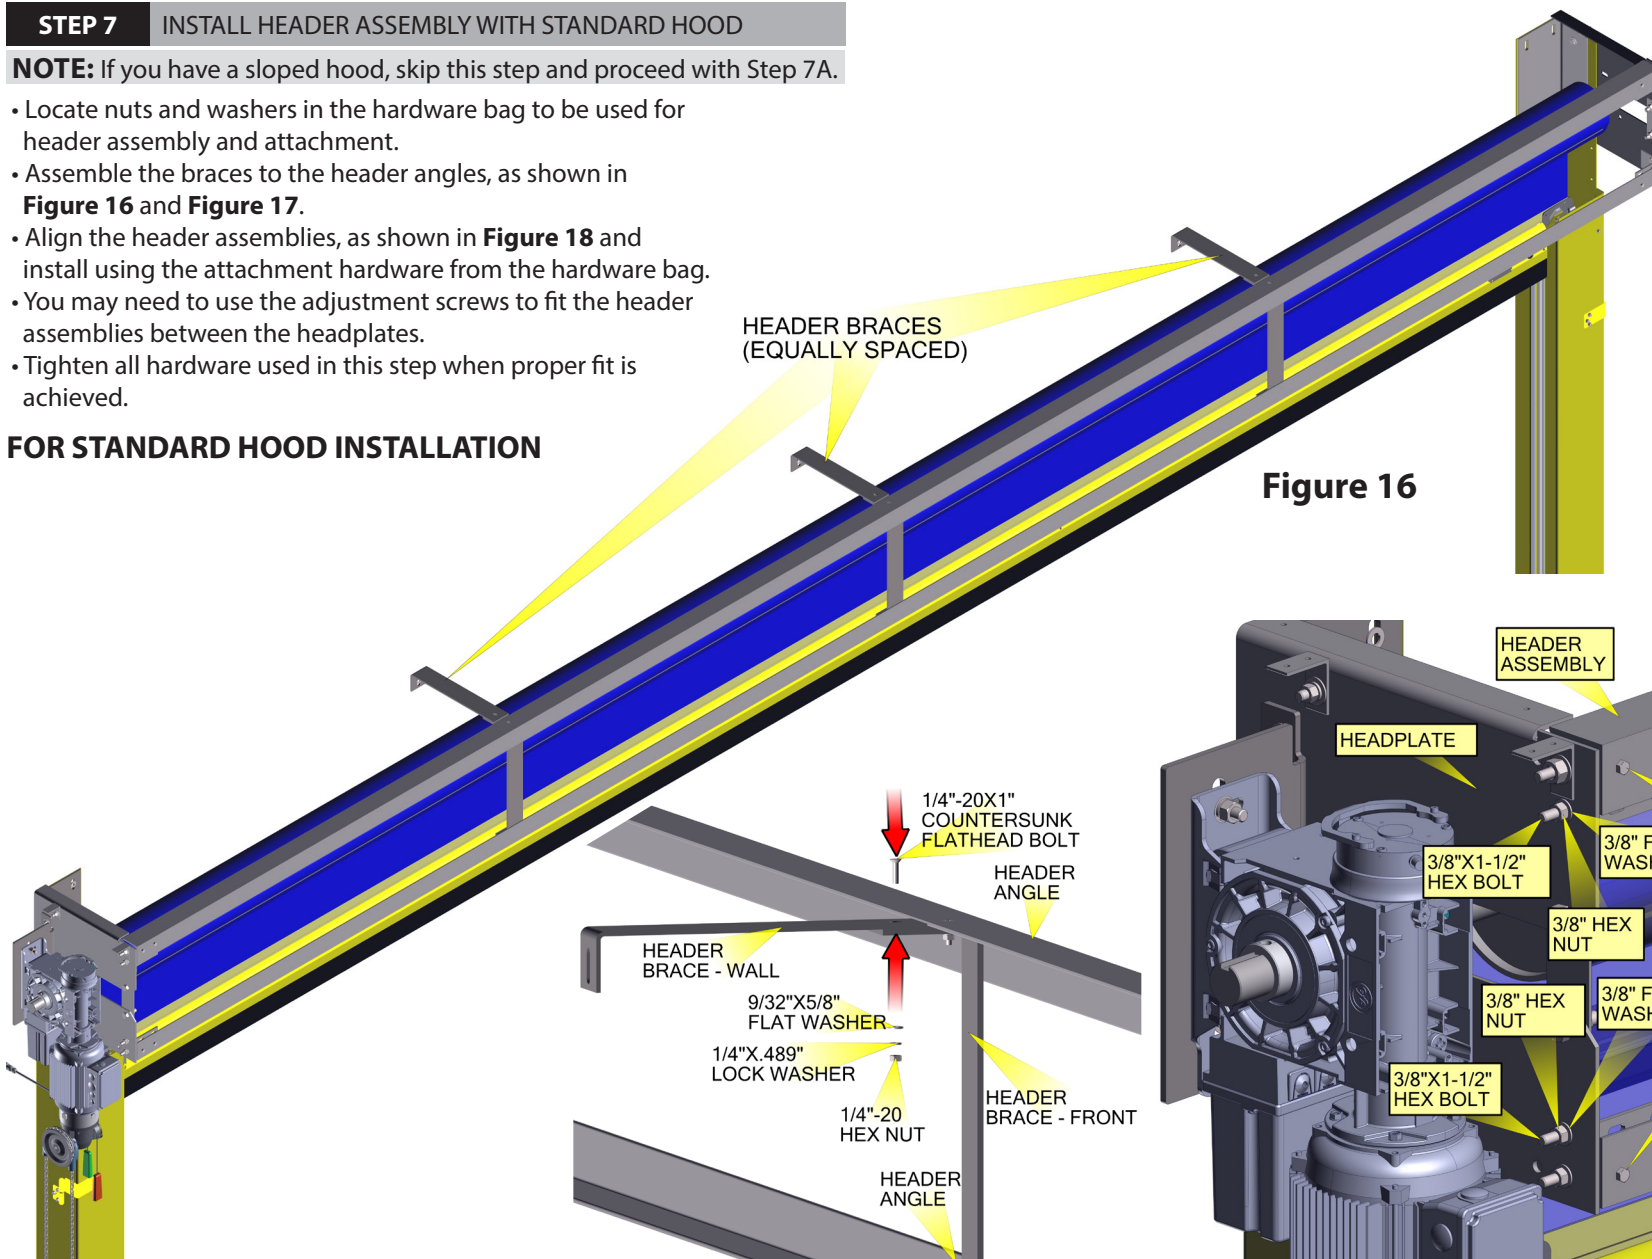 STEP 7 INSTALL HEADER ASSEMBLY WITH STANDARD HOOD
NOTE: If you have a sloped hood, skip this step and proceed with Step 7A.
• Locate nuts and washers in the hardware bag to be used for
header assembly and attachment.
• Assemble the braces to the header angles, as shown in
Figure 16 and Figure 17.
• Align the header assemblies, as shown in Figure 18 and
install using the attachment hardware from the hardware bag.
• You may need to use the adjustment screws to fit the header
assemblies between the headplates.
• Tighten all hardware used in this step when proper fit is
achieved.
FOR STANDARD HOOD INSTALLATION
HEADER BRACES
(EQUALLY SPACED)
Figure 16
1/4"-20X1"
COUNTERSUNK
FLATHEAD BOLT
HEADER
ANGLE
HEADER
BRACE - WALL
9/32"X5/8"
FLAT WASHER
1/4"X.489"
LOCK WASHER
1/4"-20
HEX NUT
HEADER
BRACE - FRONT
HEADER
ANGLE
HEADER
ASSEMBLY
HEADPLATE
3/8"X1-1/2"
HEX BOLT
3/8" F
WASH
3/8" HEX
NUT
3/8" HEX
NUT
3/8" F
WASH
3/8"X1-1/2"
HEX BOLT